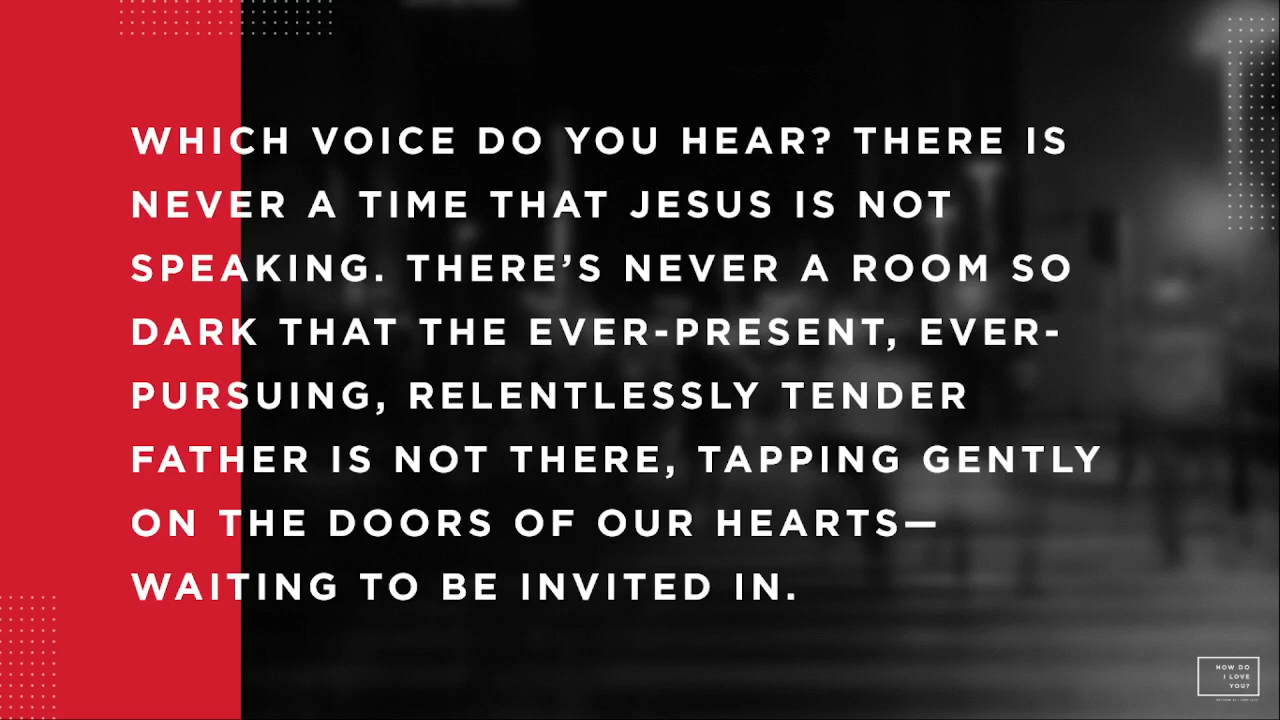 WHICH VOICE DO YOU HEAR? THERE IS
NEVER A TIME THAT JESUS IS NOT
SPEAKING. THERE’S NEVER A ROOM SO
DARK THAT THE EVER-PRESENT, EVER-
PURSUING, RELENTLESSLY TENDER
FATHER IS NOT THERE, TAPPING GENTLY
ON THE DOORS OF OUR HEARTS—
WAITING TO BE INVITED IN.
HOW DO
I LOVE
YOU?